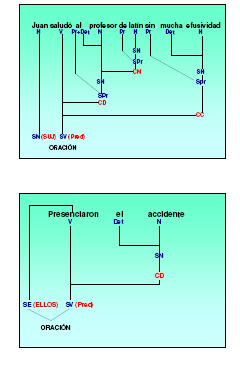 Juan saludó al profesor de latín sin mucha efusividad
N V Pr+Det N Pr N Pr Det N
SN
SPr
CN
SN
SPr
SN
SPr
CD
CC
SN (SUJ) SV (Pred)
ORACIÓN
Presenciaron el accidente
V Det N
SN
CD
SE (ELLOS) SV (Pred)
ORACIÓN